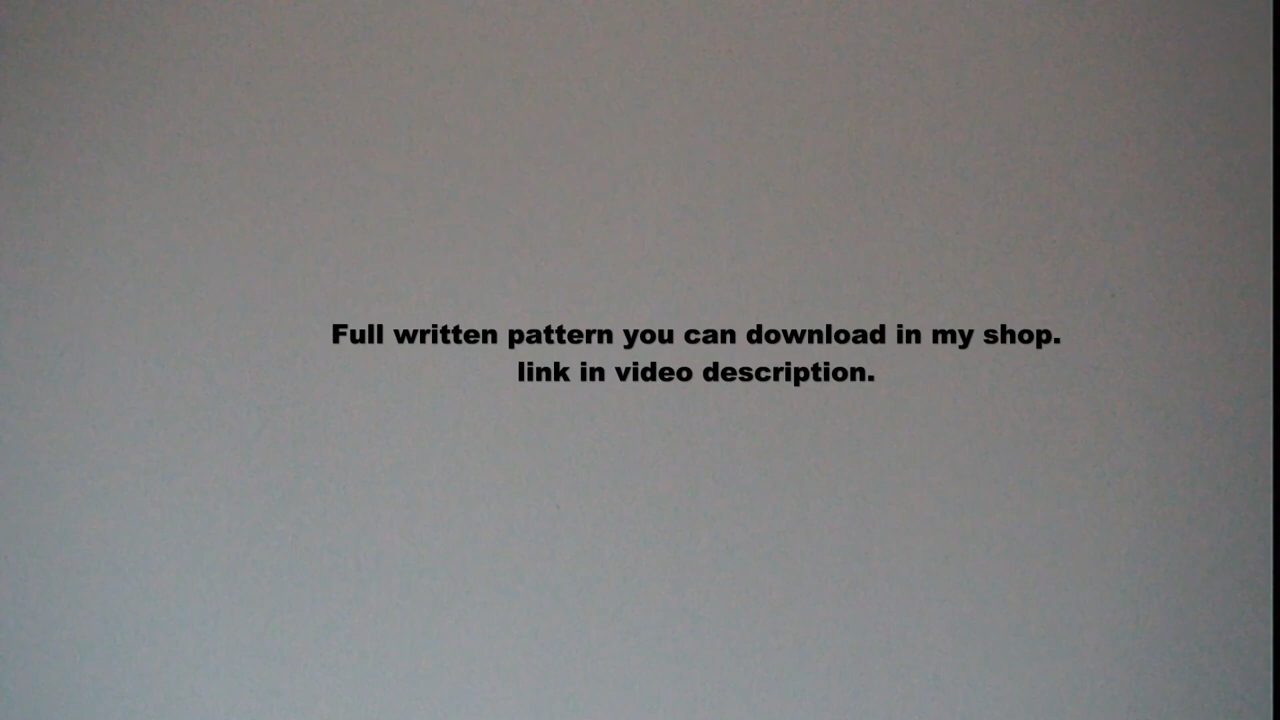 Full written pattern you can download in my shop.
link in video description.